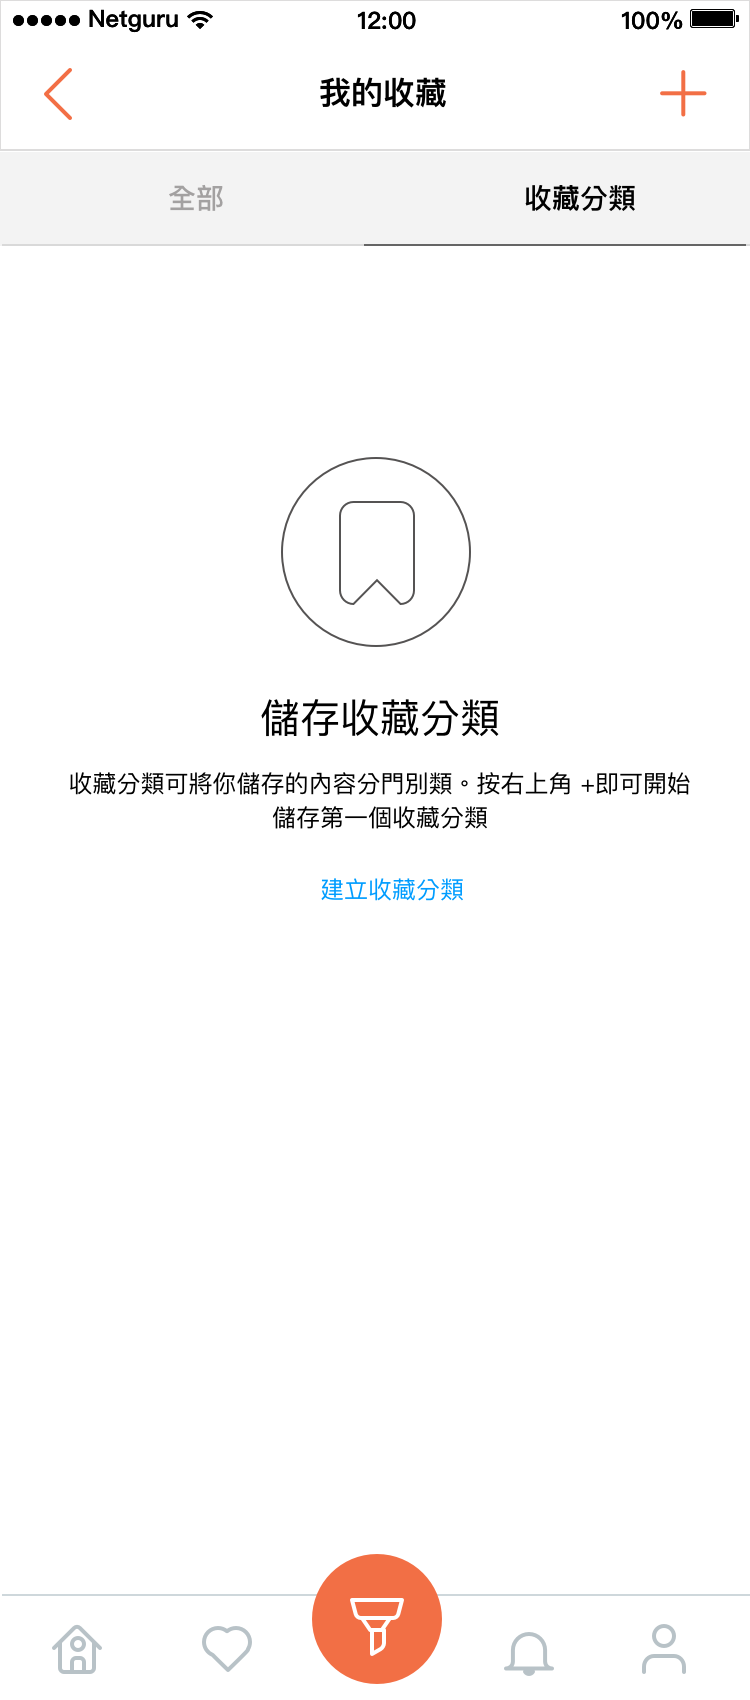 Netguru 12:00 100%
我的收藏
全部 收藏分類
儲存收藏分類
收藏分類可將你儲存的內容分門別類。按右上角 +即可開始
儲存第一個收藏分類
建立收藏分類